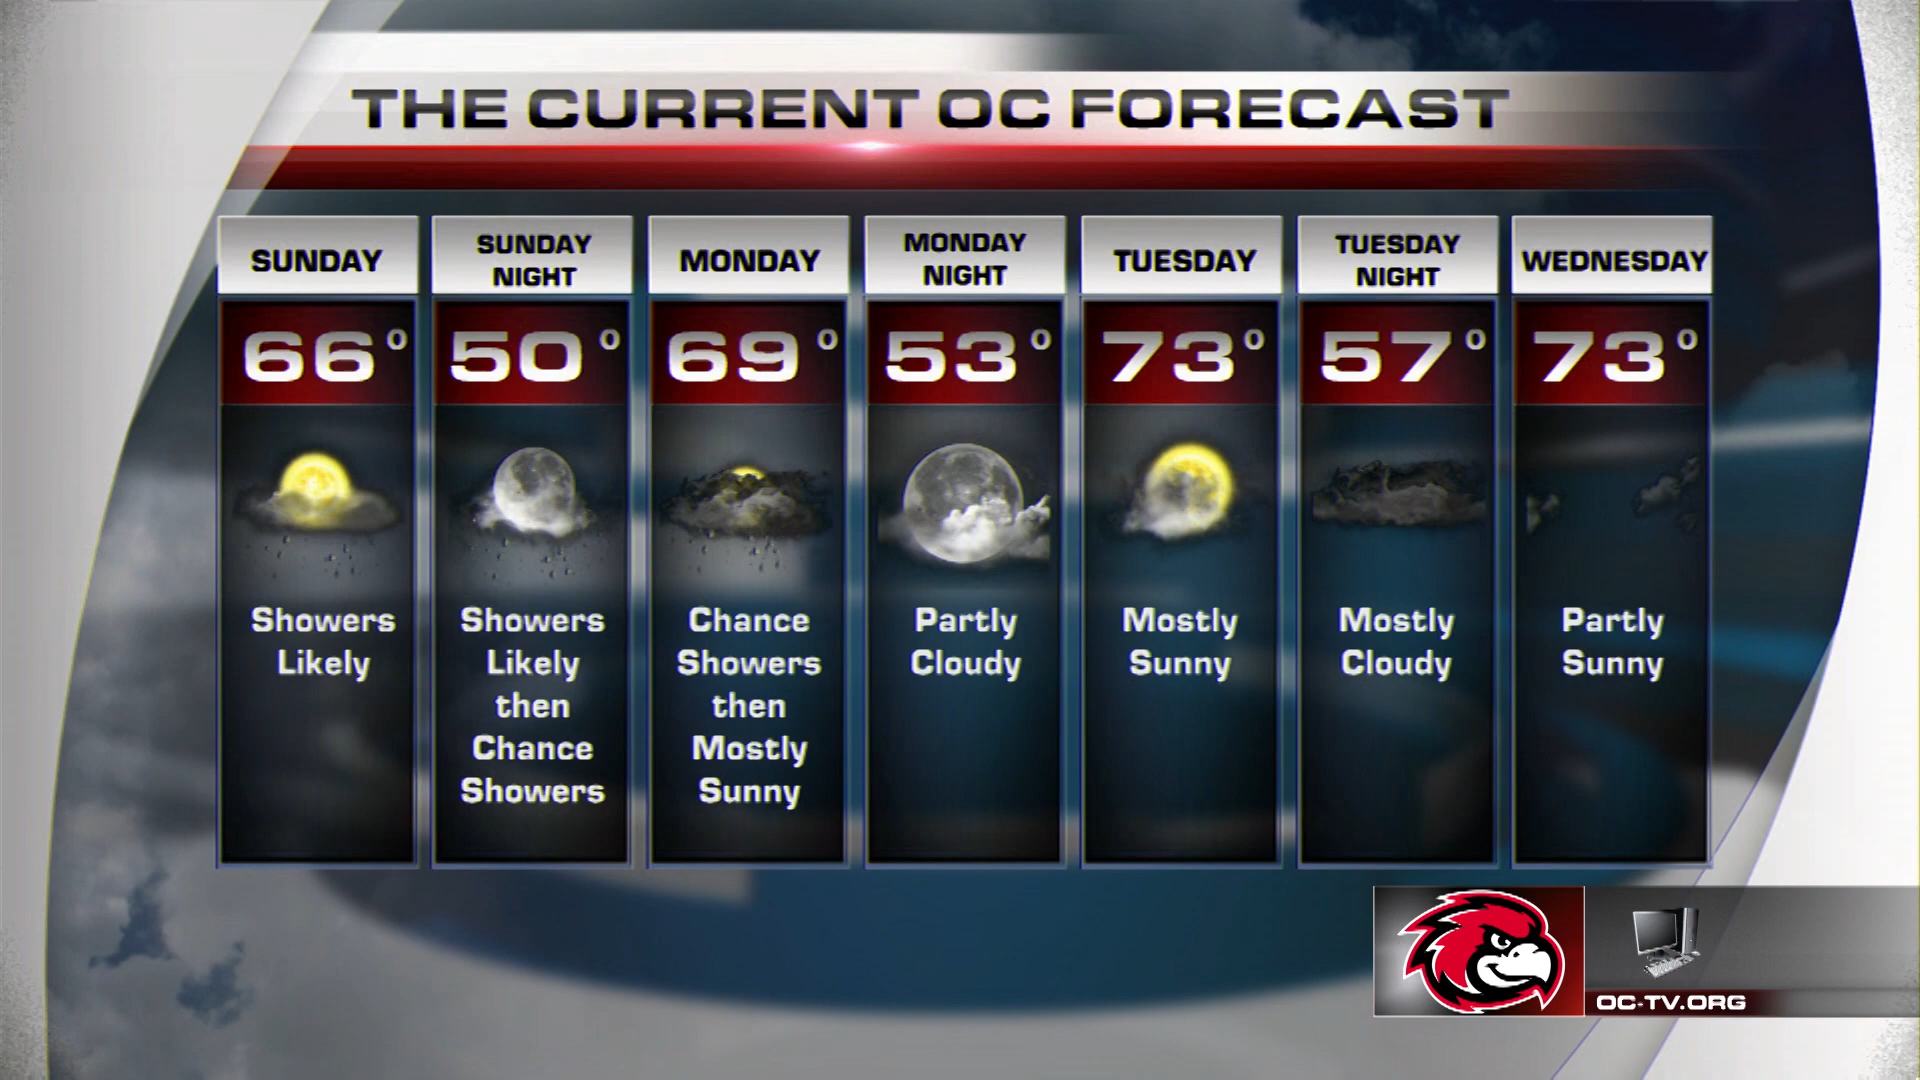 THE CURRENT OC FORECAST
SUNDAY
66°
Showers
Likely
SUNDAY
NIGHT
50°
Showers
Likely
then
Chance
Showers
MONDAY
69°
Chance
Showers
then
Mostly
Sunny
MONDAY
NIGHT
53°
Partly
Cloudy
TUESDAY
73°
Mostly
Sunny
TUESDAY
NIGHT
57°
Mostly
Cloudy
WEDNESDAY
73°
Partly
Sunny
OC-TV.ORG